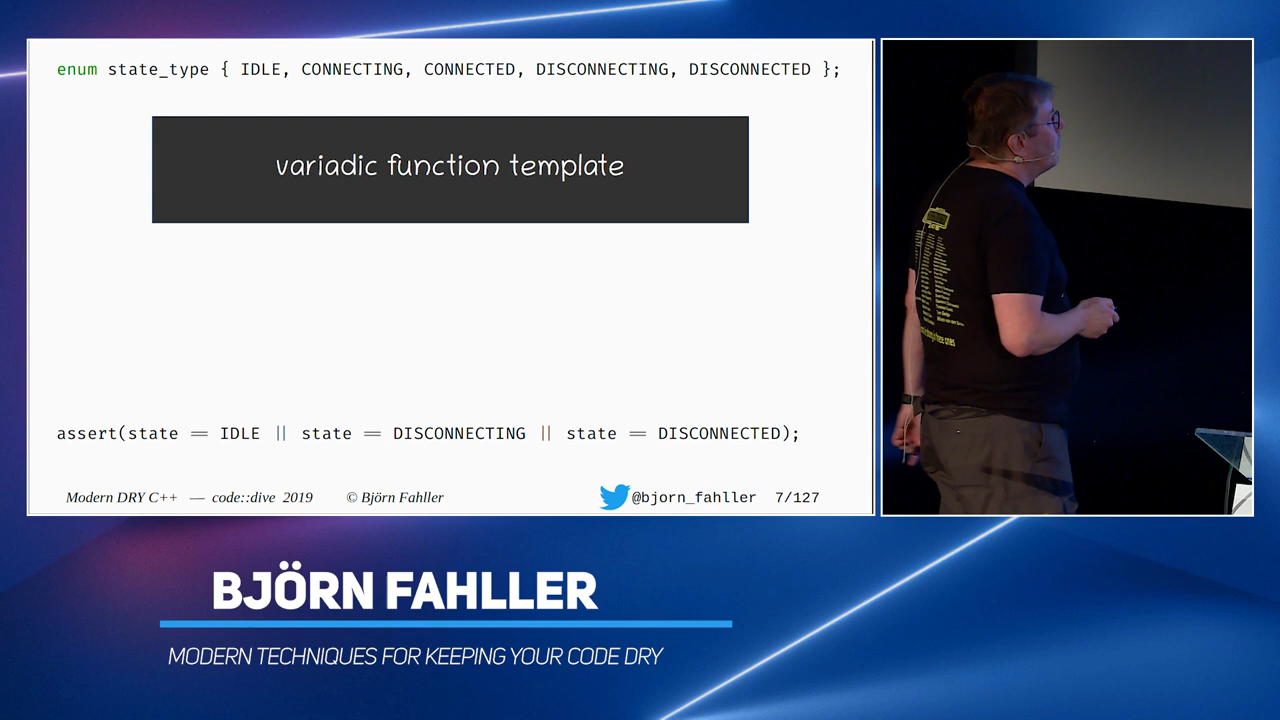 enum state_type { IDLE, CONNECTING, CONNECTED, DISCONNECTING, DISCONNECTED };
variadic function template
assert(state == IDLE || state == DISCONNECTING || state == DISCONNECTED);
Modern DRY C++ — code::dive 2019 © Björn Fahller @bjorn_fahller 7/127
BJÖRN FAHLLER
MODERN TECHNIQUES FOR KEEPING YOUR CODE DRY